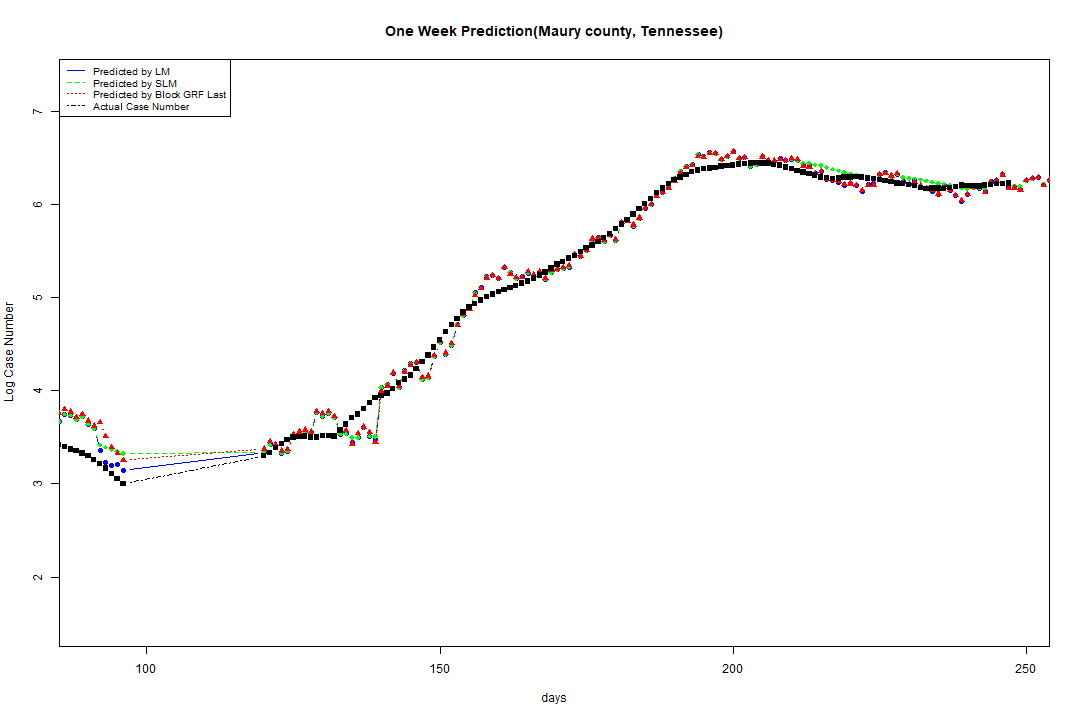 One Week Prediction(Maury county, Tennessee)
Predicted by LM
Predicted by SLM
Predicted by Block GRF Last
Actual Case Number
7
6
5
4
3
2
Log Case Number
100 150 200 250
days